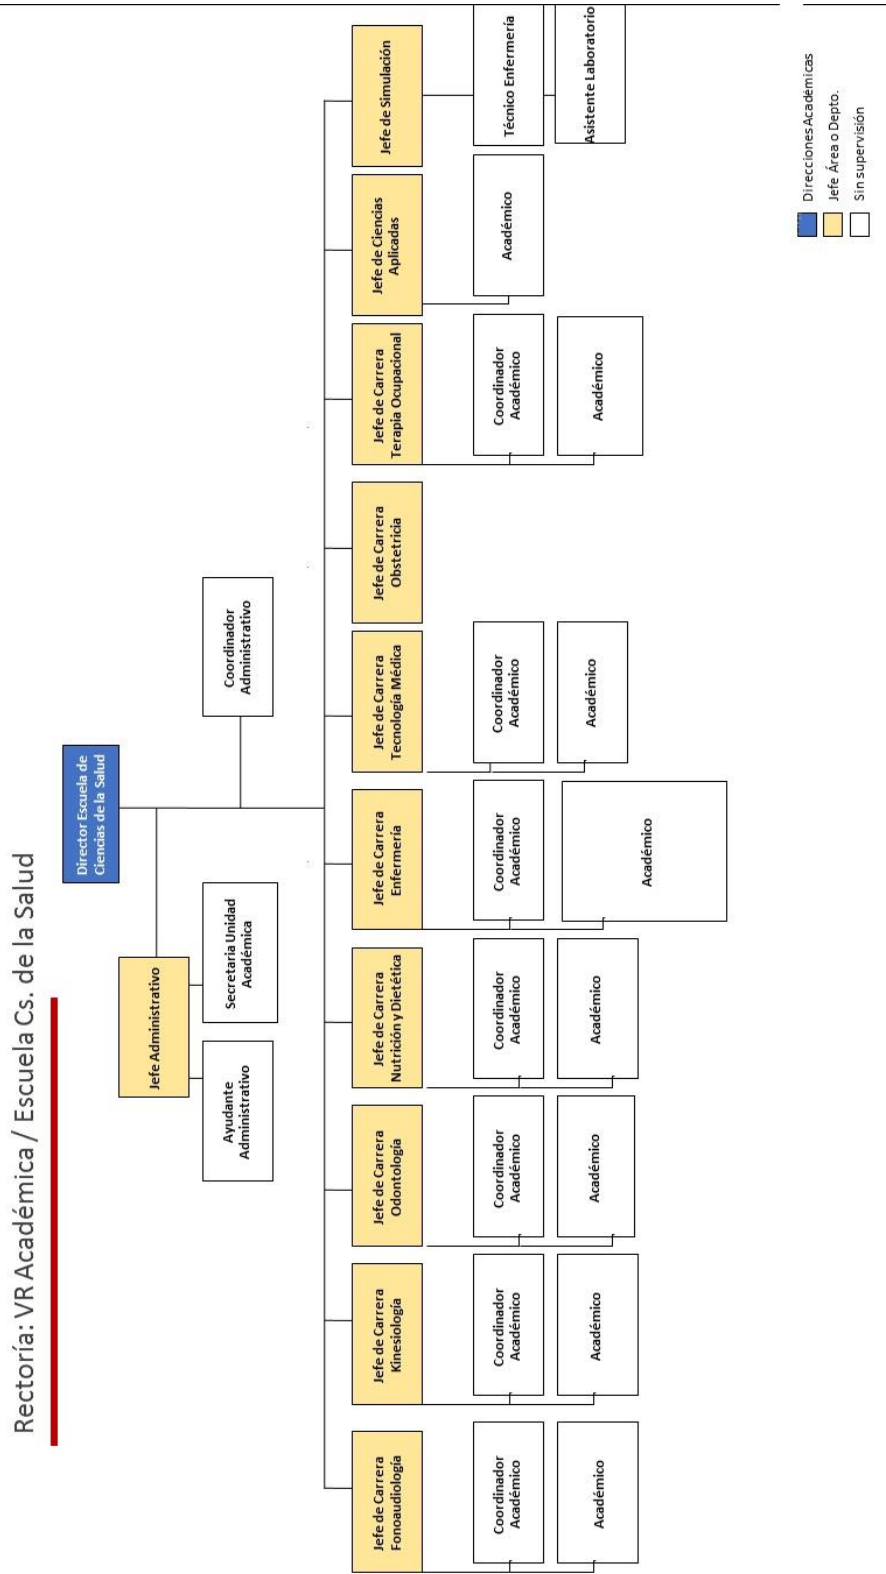 Rectoría: VR Académica / Escuela Cs. de la Salud
Director Escuela de
Ciencias de la Salud
Jefe Administrativo
Coordinador
Administrativo
Ayudante
Administrativo
Secretaria Unidad
Académica
Jefe de Carrera
Fonoaudiología
Jefe de Carrera
Kinesiología
Jefe de Carrera
Odontología
Jefe de Carrera
Nutrición y Dietética
Jefe de Carrera
Enfermería
Jefe de Carrera
Tecnología Médica
Jefe de Carrera
Obstetricia
Jefe de Carrera
Terapia Ocupacional
Jefe de Ciencias
Aplicadas
Jefe de Simulación
Coordinador
Académico
Coordinador
Académico
Coordinador
Académico
Coordinador
Académico
Coordinador
Académico
Coordinador
Académico
Coordinador
Académico
Académico
Técnico Enfermería
Académico
Académico
Académico
Académico
Académico
Académico
Académico
Asistente Laboratorio
Direcciones Académicas
Jefe Área o Depto.
Sin supervisión